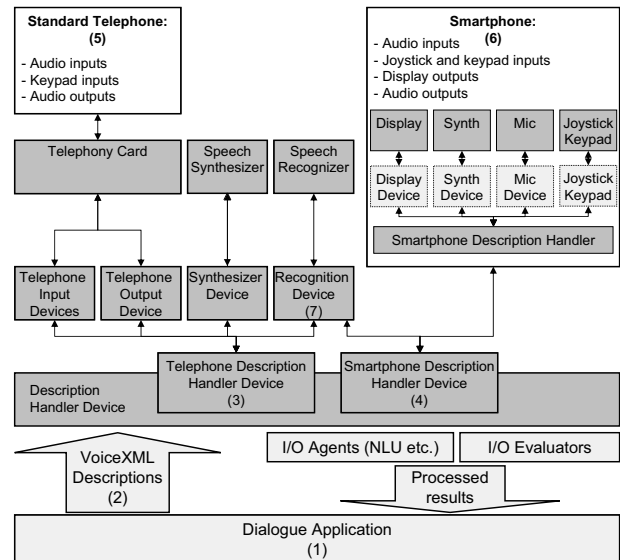 Standard Telephone:
(5)
- Audio inputs
- Keypad inputs
- Audio outputs
Smartphone:
(6)
- Audio inputs
- Joystick and keypad inputs
- Display outputs
- Audio outputs
Display
Synth
Mic
Joystick
Keypad
Display
Device
Synth
Device
Mic
Device
Joystick
Keypad
Smartphone Description Handler
Telephony Card
Speech
Synthesizer
Speech
Recognizer
Telephone
Input
Devices
Telephone
Output
Device
Synthesizer
Device
Recognition
Device
(7)
Telephone Description
Handler Device
(3)
Smartphone Description
Handler Device
(4)
Description
Handler Device
VoiceXML
Descriptions
(2)
I/O Agents (NLU etc.)
I/O Evaluators
Processed
results
Dialogue Application
(1)